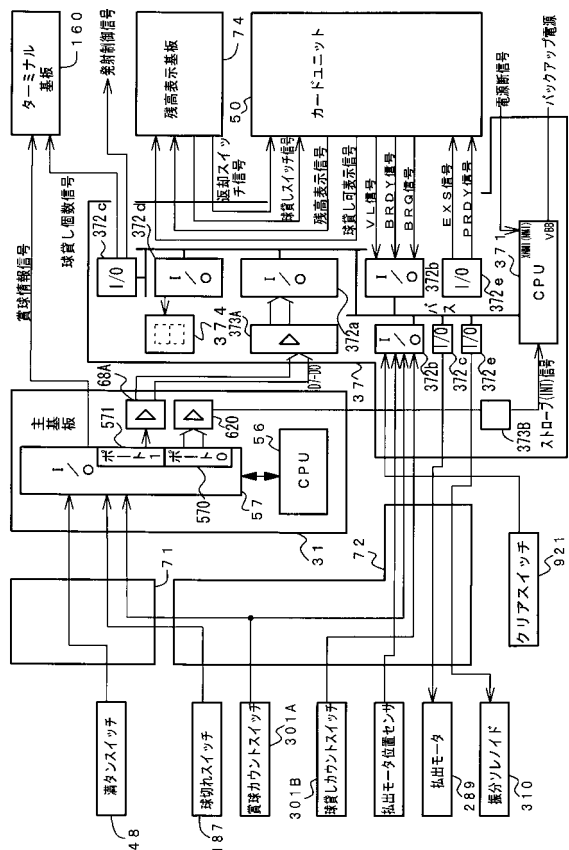 ターミナル
基板
160
発射制御信号
賞球情報信号
球貸し個数信号
372c
I/O
372d
I/O
374
373A
I/O
372a
残高表示基板
74
返却スイッ
チ信号
球貸しスイッチ信号
残高表示信号
球貸し可表示信号
カードユニット
50
VL信号
BRDY信号
BRQ信号
EXS信号
PRDY信号
電源断信号
バックアップ電源
I/O
372b
I/O
372e
バス
I/O
372b
I/O
372c
I/O
372e
371
XNMI(NMI)
CPU
VBB
37
D7-D0
373B
ストローブ(INT)信号
主基板
68A
571
620
I/O
ポート1
ポート0
570
57
56
CPU
31
71
72
満タンスイッチ
48
球切れスイッチ
187
賞球カウントスイッチ
301A
球貸しカウントスイッチ
301B
払出モータ位置センサ
払出モータ
289
振分ソレノイド
310
クリアスイッチ
921